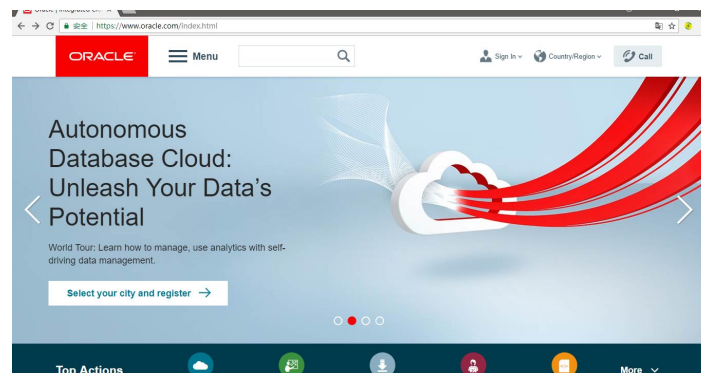 安全 | https://www.oracle.com/index.html
ORACLE
Menu
Sign In
Country/Region
Call
Autonomous
Database Cloud:
Unleash Your Data's
Potential
World Tour: Learn how to manage, use analytics with self-
driving data management.
Select your city and register
Top Actions
More